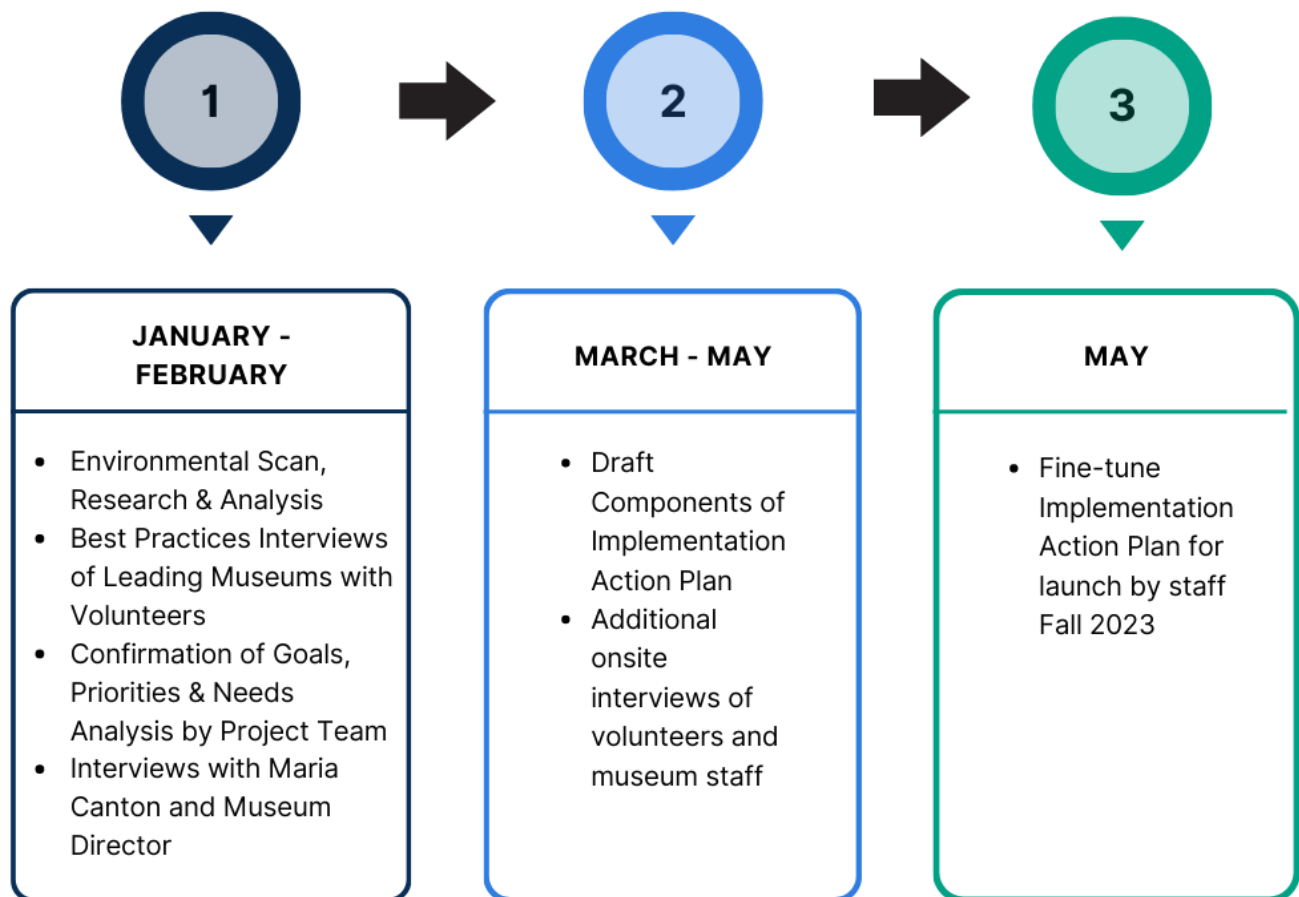 1
2
3
JANUARY -
FEBRUARY
• Environmental Scan,
Research & Analysis
• Best Practices Interviews
of Leading Museums with
Volunteers
• Confirmation of Goals,
Priorities & Needs
Analysis by Project Team
• Interviews with Maria
Canton and Museum
Director
MARCH - MAY
• Draft
Components of
Implementation
Action Plan
• Additional
onsite
interviews of
volunteers and
museum staff
MAY
• Fine-tune
Implementation
Action Plan for
launch by staff
Fall 2023